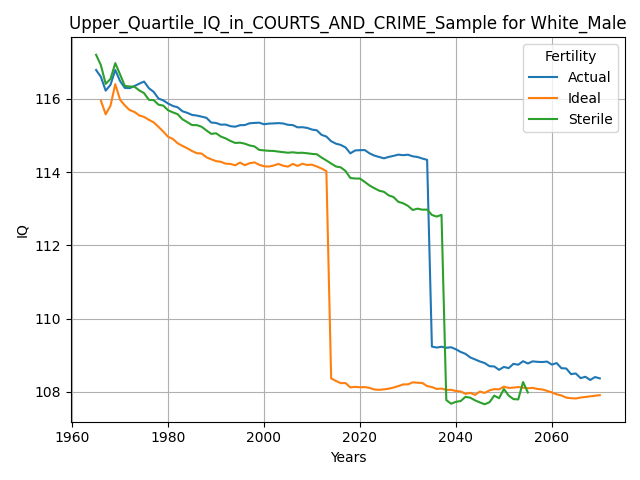 Upper_Quartile_IQ_in_COURTS_AND_CRIME_Sample for White_Male
Fertility
Actual
Ideal
Sterile
116
114
112
110
108
IQ
1960
1980
2000
2020
2040
2060
Years